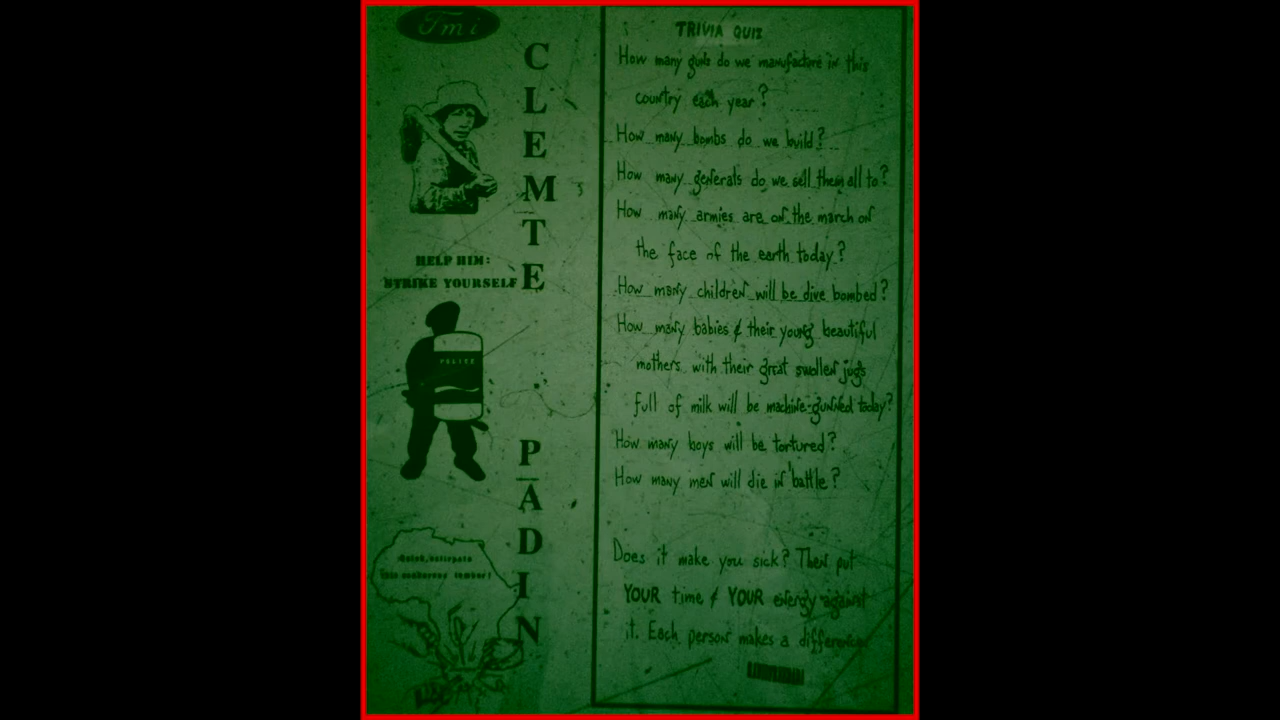 Tmi
CLEMTE PADIN
HELP HIM:
STRIKE YOURSELF
POLICE
TRIVIA QUIZ
How many guns do we manufacture in this
country each year?
How many bombs do we build?
How many generals do we sell them all to?
How many armies are on the march on
the face of the earth today?
How many children will be dive bombed?
How many babies & their young beautiful
mothers with their great swollen jugs
full of milk will be machine-gunned today?
How many boys will be tortured?
How many men will die in battle?
Does it make you sick? Then put
YOUR time & YOUR energy against
it. Each person makes a difference